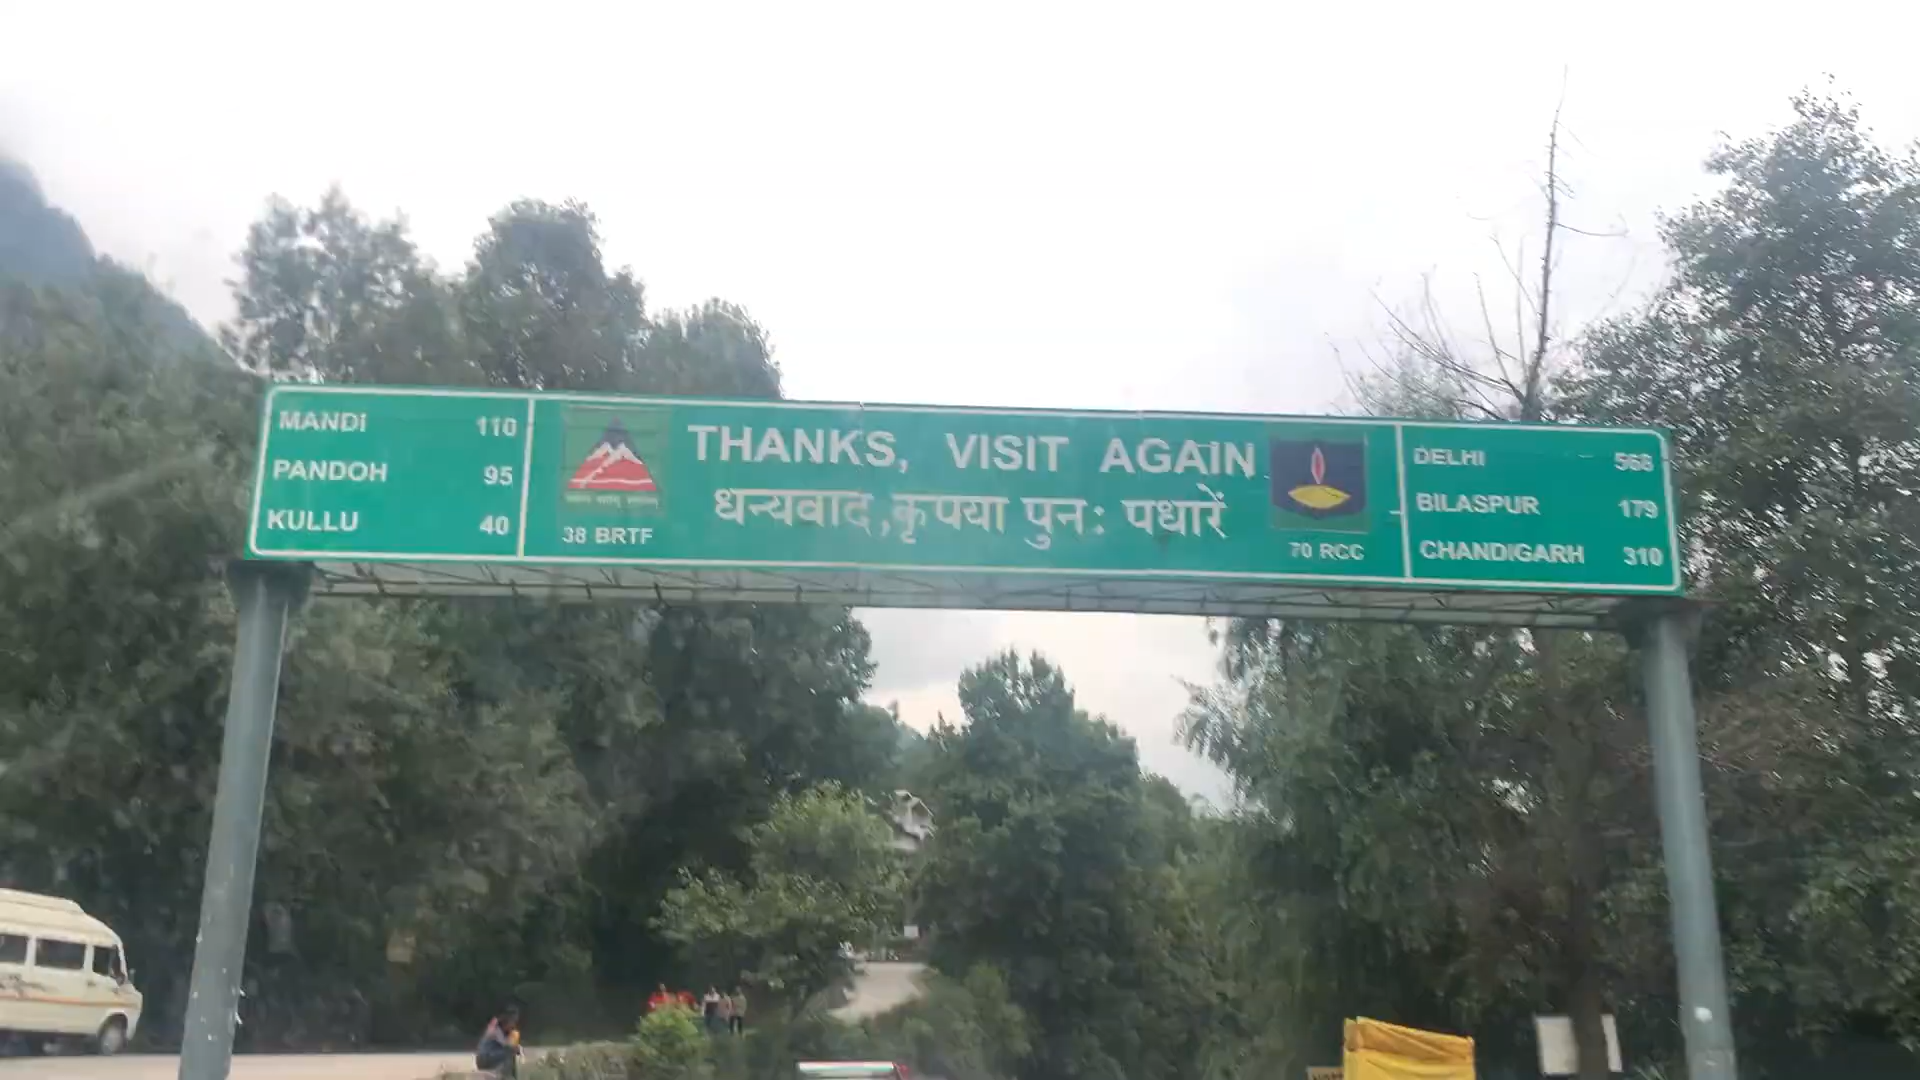 MANDI 110
PANDOH 95
KULLU 40
THANKS, VISIT AGAIN
धन्यवाद,कृपया पुनः पधारें
38 BRTF
70 RCC
DELHI 568
BILASPUR 179
CHANDIGARH 310